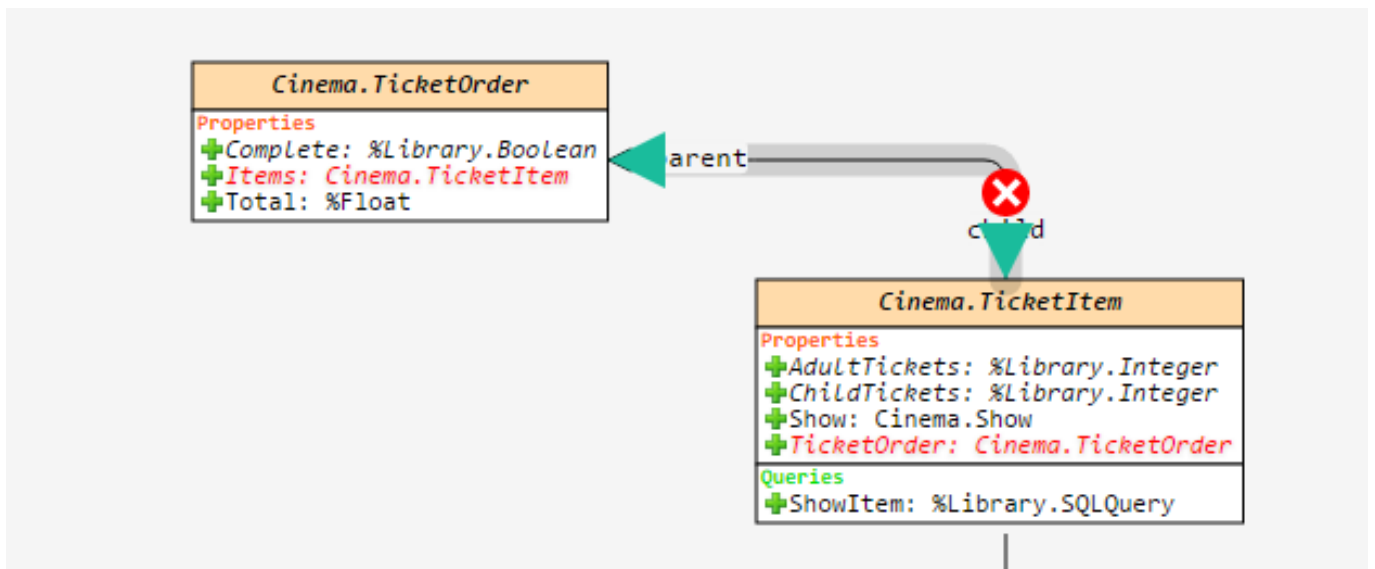 Cinema.TicketOrder
Properties
Complete: %Library.Boolean
Items: Cinema.TicketItem
Total: %Float
arent
child
Cinema.TicketItem
Properties
AdultTickets: %Library.Integer
ChildTickets: %Library.Integer
Show: Cinema.Show
TicketOrder: Cinema.TicketOrder
Queries
ShowItem: %Library.SQLQuery